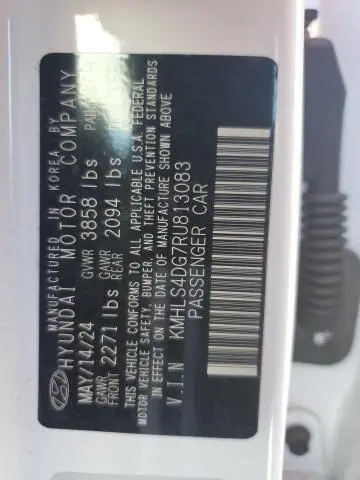 MANUFACTURED IN KOREA BY
HYUNDAI MOTOR COMPANY
MAY/14/24 GVWR 3858 lbs
GAWR FRONT 2271 lbs GAWR REAR 2094 lbs
THIS VEHICLE CONFORMS TO ALL APPLICABLE U.S.A. FEDERAL
MOTOR VEHICLE SAFETY, BUMPER, AND THEFT PREVENTION STANDARDS
IN EFFECT ON THE DATE OF MANUFACTURE SHOWN ABOVE
V.I.N KMHLS4DG7RU813083
PASSENGER CAR